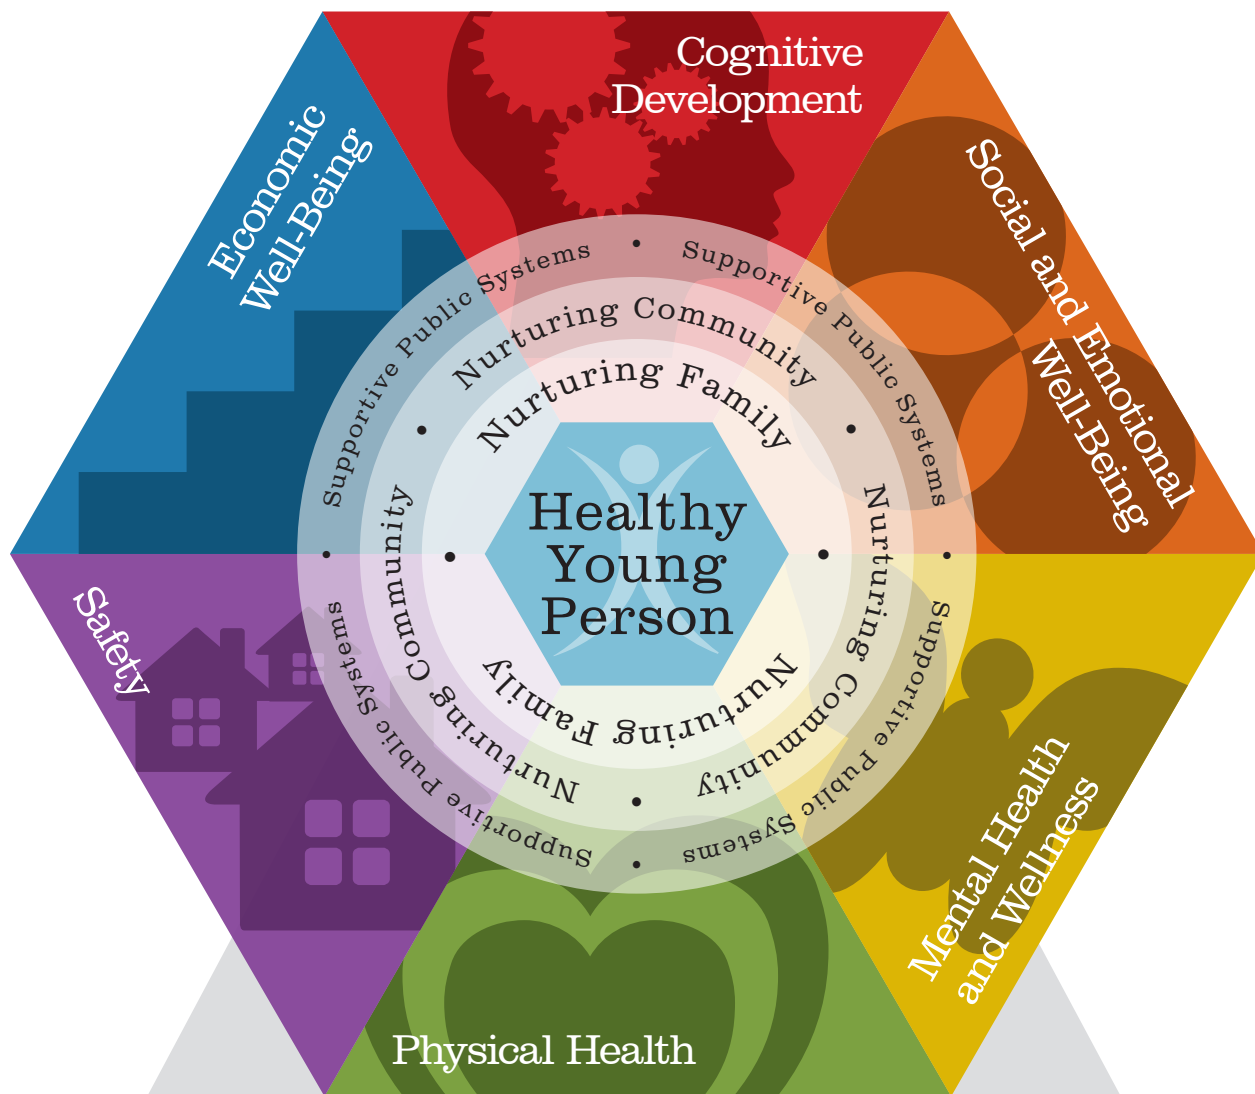 Cognitive
Development
Economic
Well-Being
Social and Emotional
Well-Being
Supportive Public Systems
Supportive Public Systems
Nurturing Community
Nurturing Family
Healthy
Young
Person
Nurturing Community
Nurturing Community
Nurturing Family
Supportive Public Systems
Supportive Public Systems
Safety
Mental Health
and Wellness
Physical Health